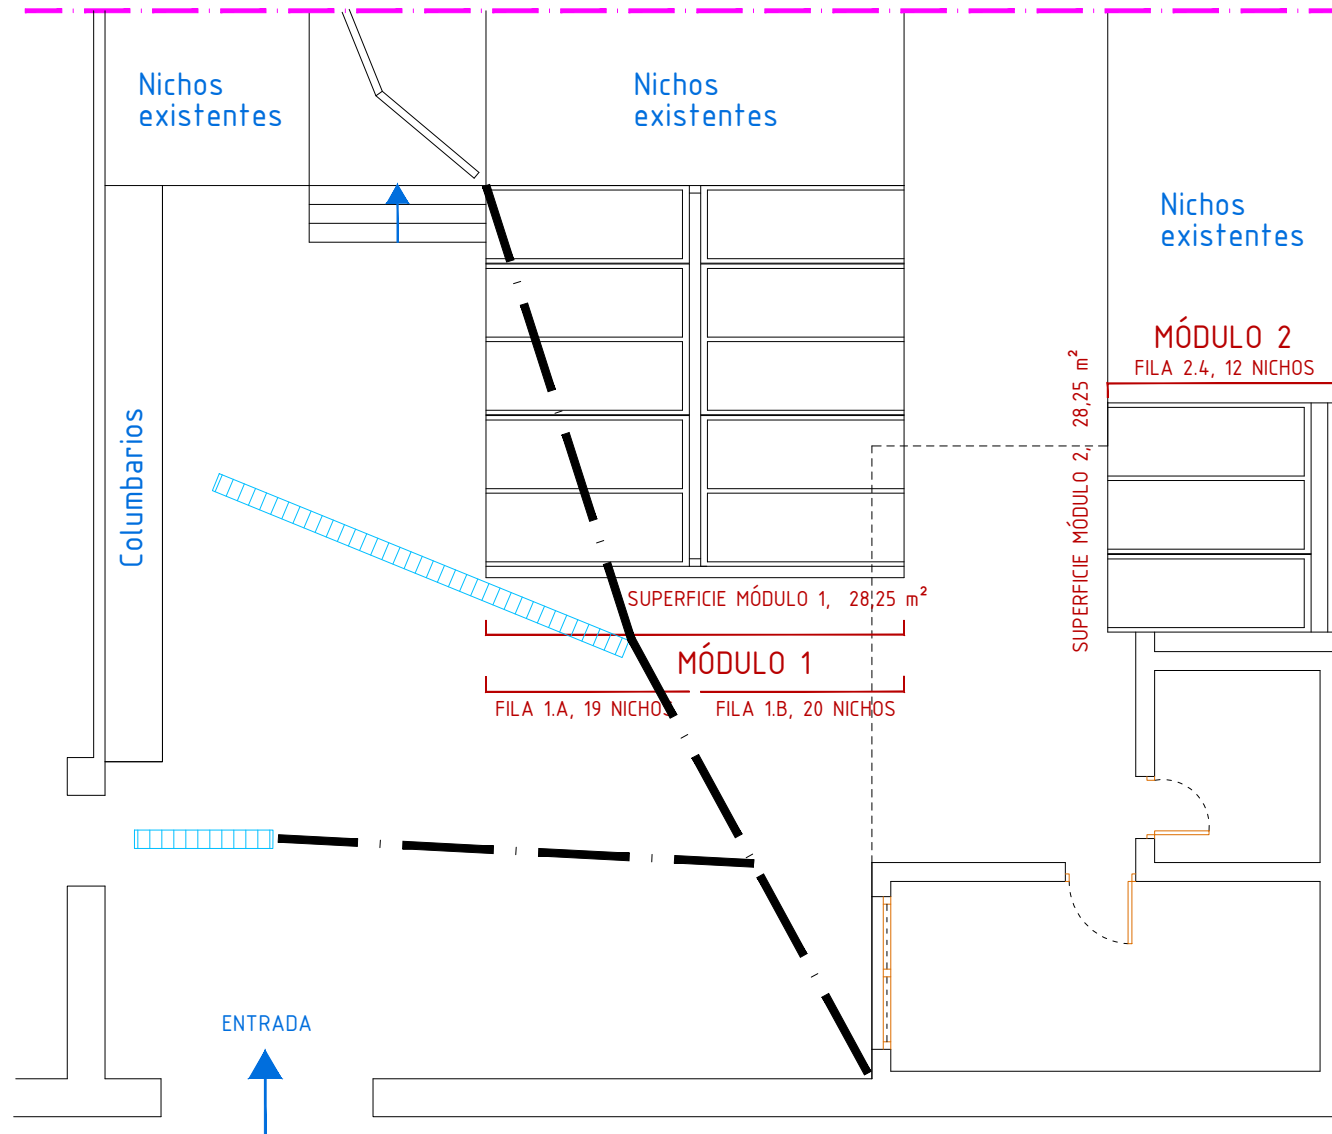 Nichos
existentes
Nichos
existentes
Nichos
existentes
MÓDULO 2
FILA 2.4, 12 NICHOS
SUPERFICIE MÓDULO 2, 28,25 m²
Columbarios
SUPERFICIE MÓDULO 1, 28,25 m²
MÓDULO 1
FILA 1.A, 19 NICHOS
FILA 1.B, 20 NICHOS
ENTRADA